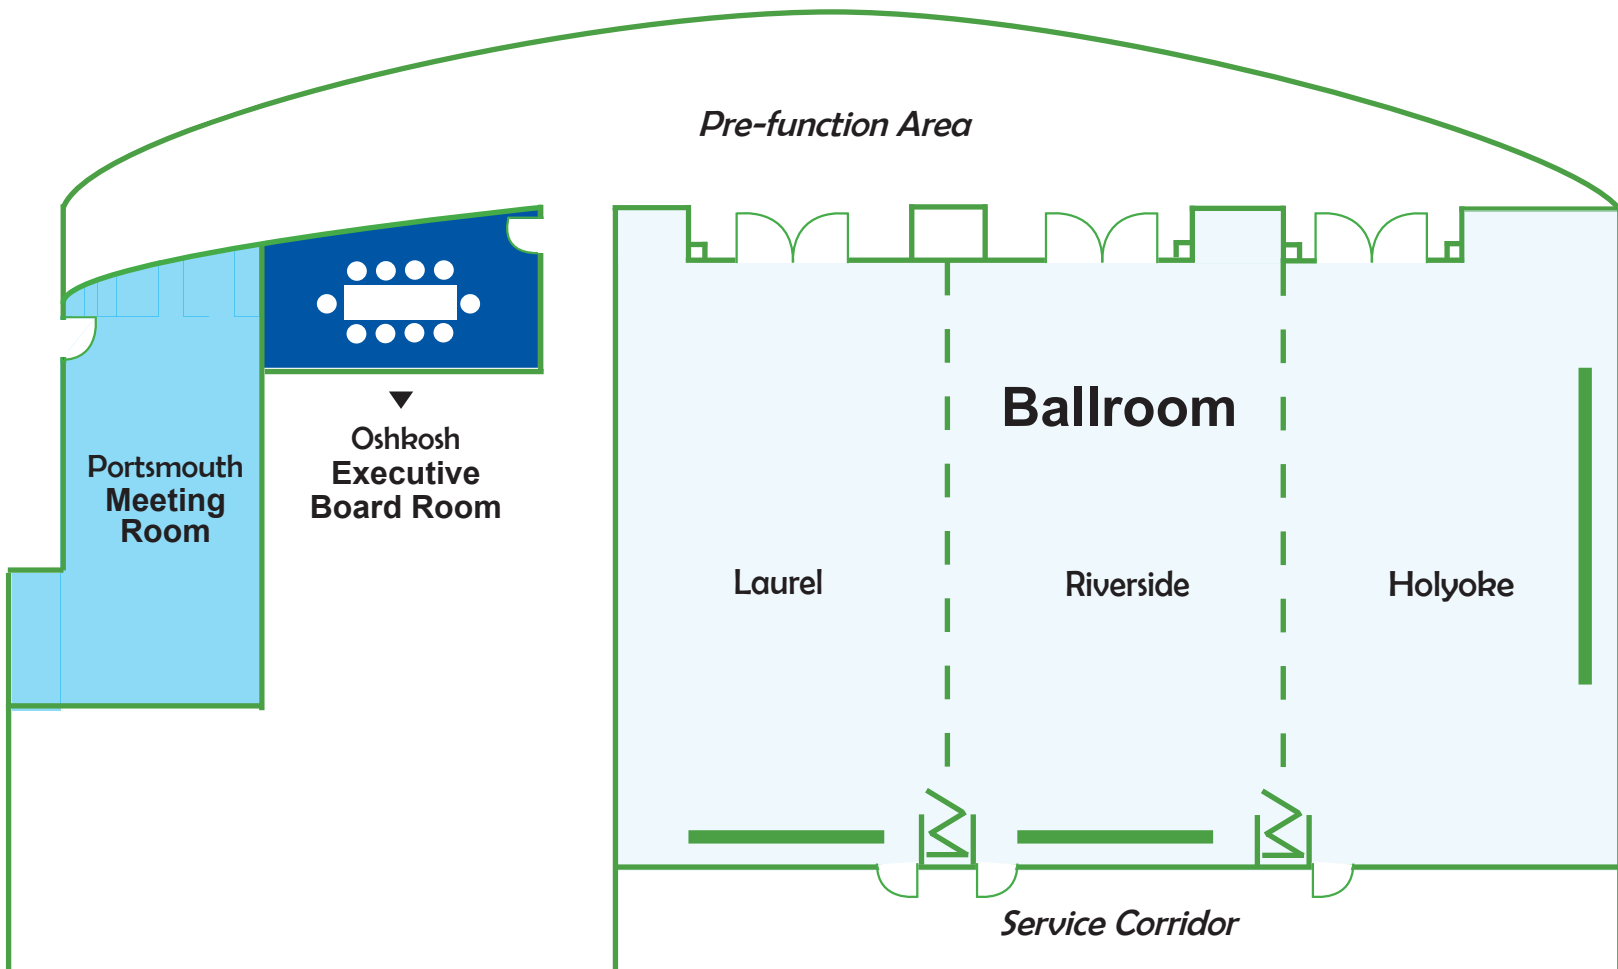 Pre-function Area
Ballroom
Oshkosh
Executive
Board Room
Portsmouth
Meeting
Room
Laurel
Riverside
Holyoke
Service Corridor